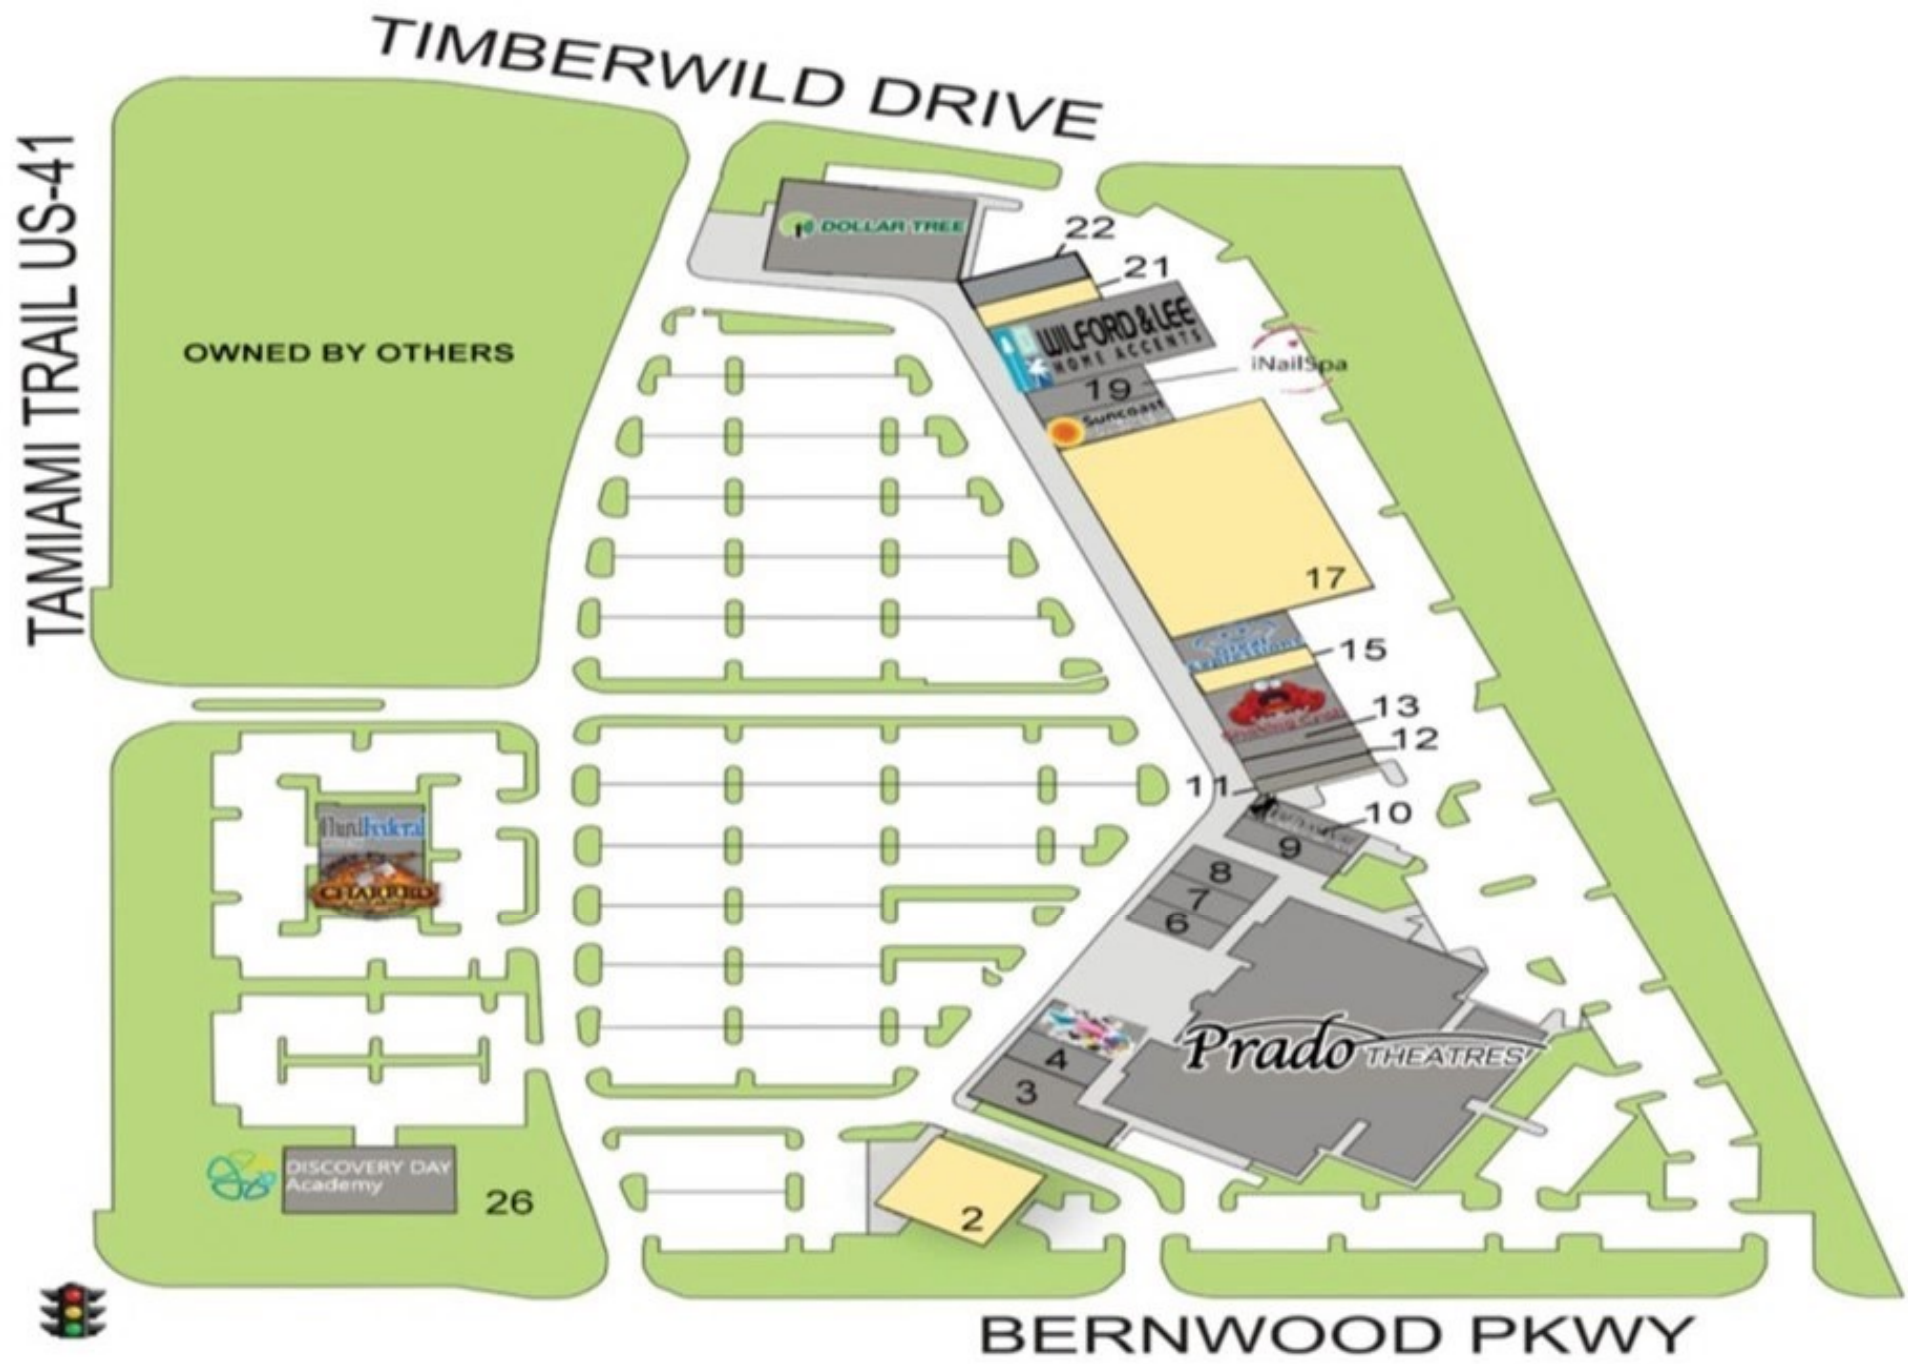 TIMBERWILD DRIVE
TAMIAMI TRAIL US-41
OWNED BY OTHERS
DOLLAR TREE
22
21
WILFORD & LEE
HOME ACCENTS
iNailSpa
19
Suncoast
17
15
13
12
11
10
9
8
7
6
Prado THEATRES
4
3
2
CHARRED
DISCOVERY DAY
Academy
26
BERNWOOD PKWY